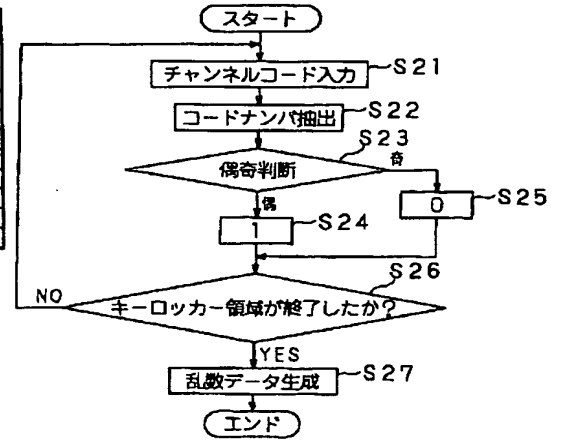 スタート
チャンネルコード入力 S21
コードナンバ抽出 S22
S23
偶奇判断 奇
偶
1 S24
0 S25
S26
キーロッカー領域が終了したか?
NO
YES
乱数データ生成 S27
エンド